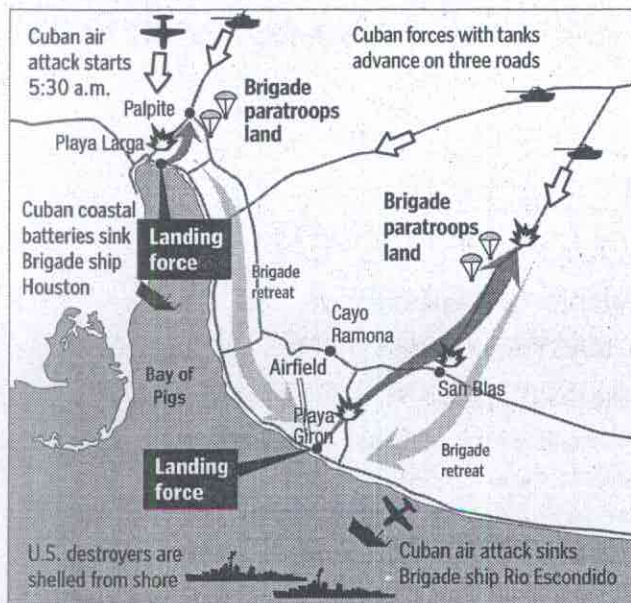 Cuban air
attack starts
5:30 a.m.
Cuban forces with tanks
advance on three roads
Palpite
Brigade
paratroops
land
Playa Larga
Cuban coastal
batteries sink
Brigade ship
Houston
Landing
force
Brigade
retreat
Brigade
paratroops
land
Cayo
Ramona
Airfield
San Blas
Bay of
Pigs
Playa
Giron
Landing
force
Brigade
retreat
U.S. destroyers are
shelled from shore
Cuban air attack sinks
Brigade ship Rio Escondido